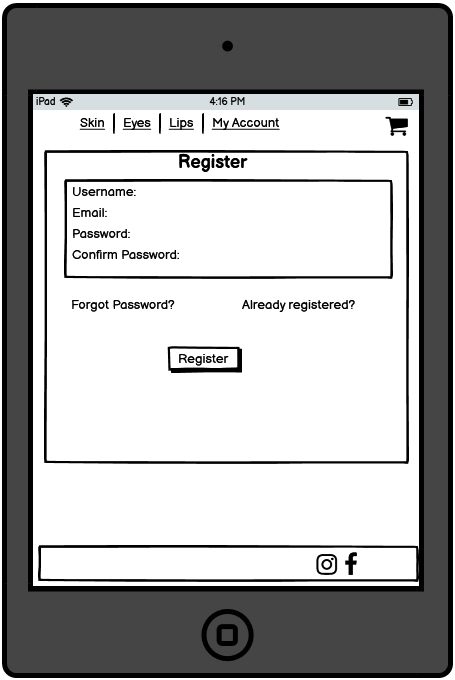 iPad 4:16 PM
Skin Eyes Lips My Account
Register
Username:
Email:
Password:
Confirm Password:
Forgot Password? Already registered?
Register